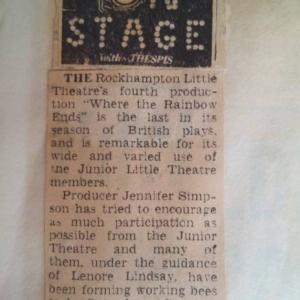 ON
STAGE
with THESPIS
THE Rockhampton Little
Theatre's fourth produc-
tion "Where the Rainbow
Ends" is the last in its
season of British plays,
and is remarkable for its
wide and varied use of
the Junior Little Theatre
members.
Producer Jennifer Simp-
son has tried to encourage
as much participation as
possible from the Junior
Theatre and many of
them, under the guidance
of Lenore Lindsay, have
been forming working bees